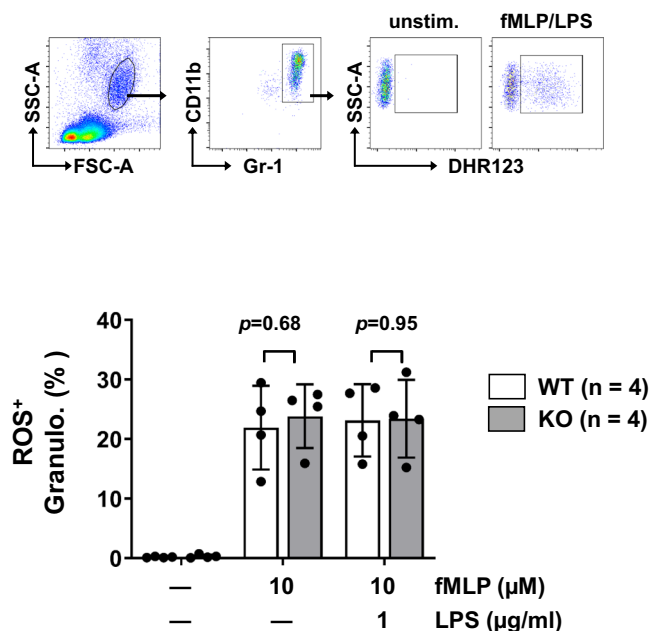 unstim. fMLP/LPS
SSC-A
FSC-A
CD11b
Gr-1
SSC-A
DHR123
p=0.68 p=0.95
ROS+
Granulo. (%)
40
30
20
10
0
WT (n = 4)
KO (n = 4)
— 10 10 fMLP (μM)
— — 1 LPS (μg/ml)